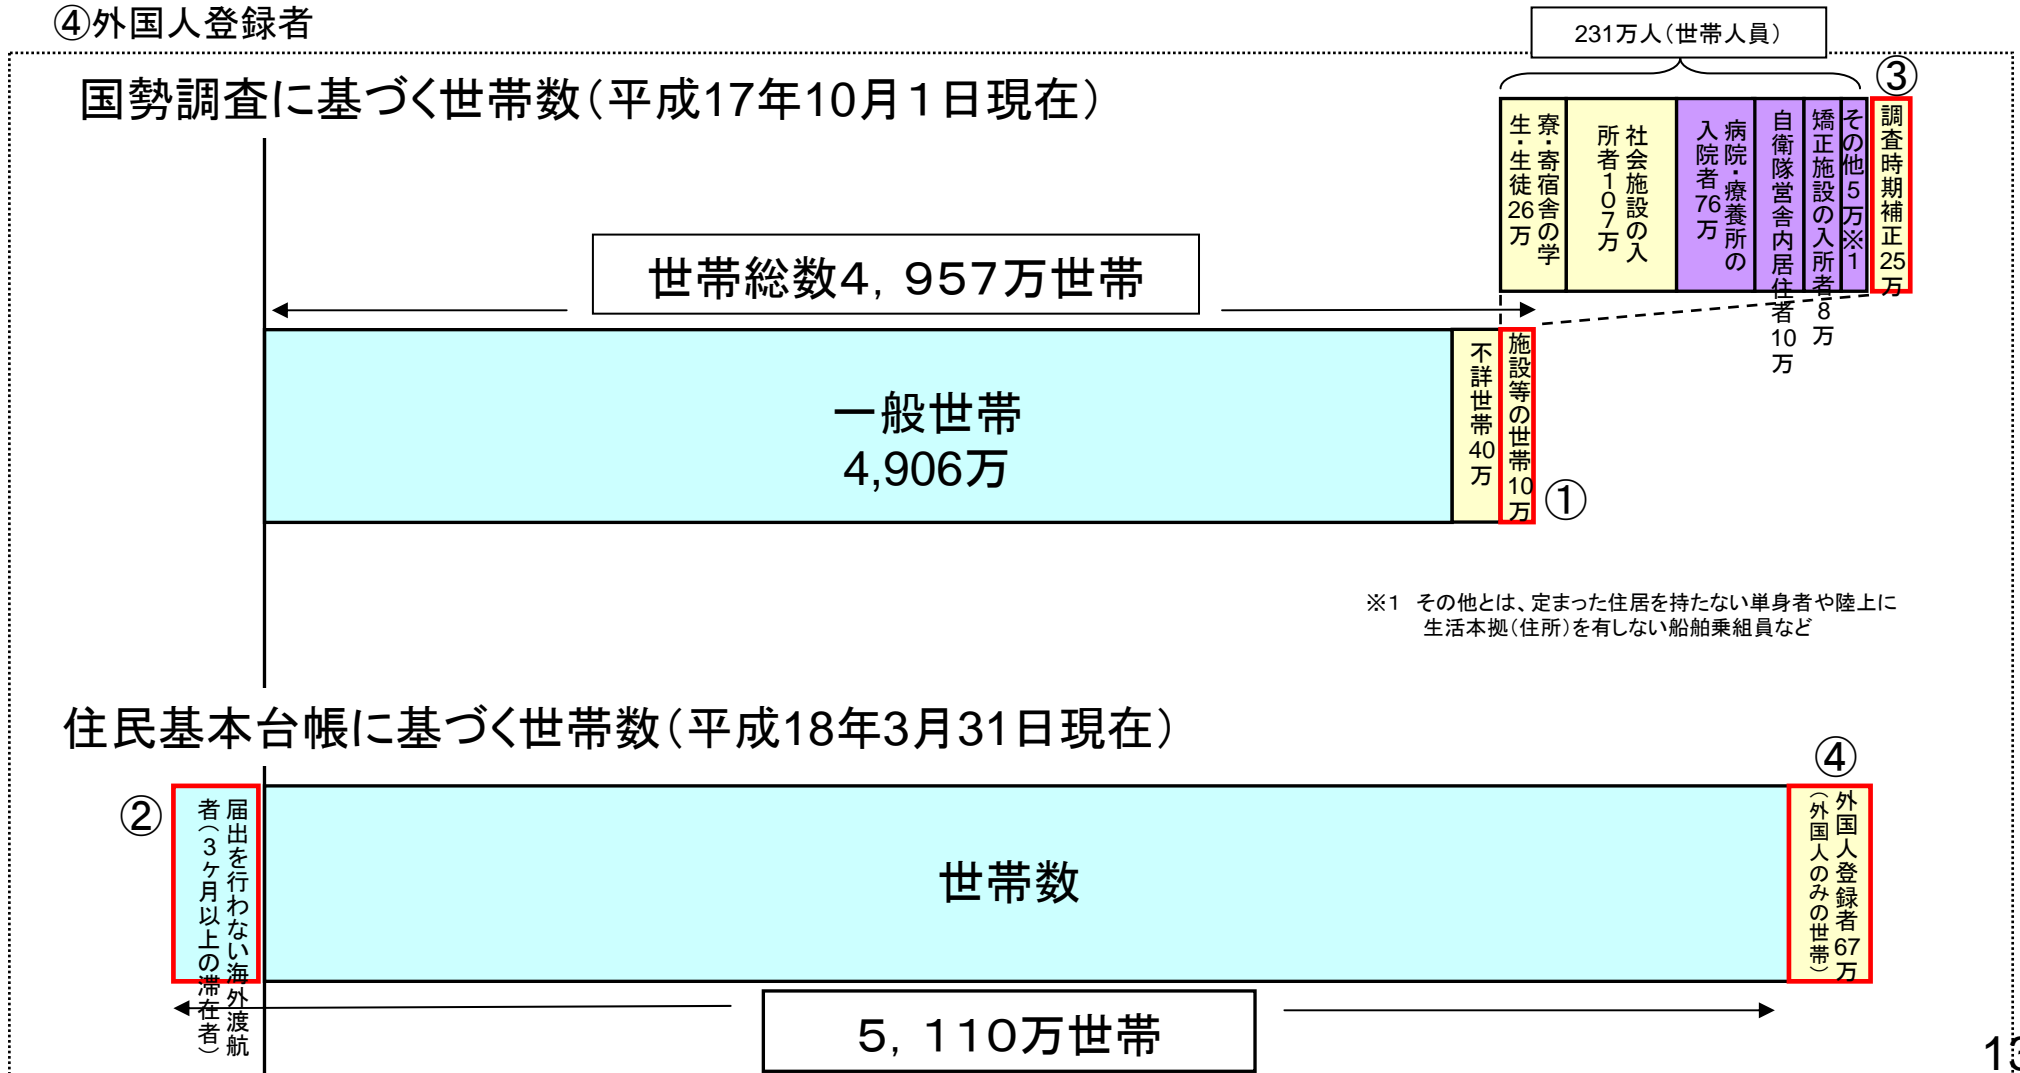 ④外国人登録者
231万人(世帯人員)
国勢調査に基づく世帯数(平成17年10月1日現在)
③
寮・寄宿舎の学
生・生徒26万
社会施設の入
所者107万
病院・療養所の
入院者76万
自衛隊営舎内居住者10万
矯正施設の入所者8万
その他5万※1
調査時期補正25万
世帯総数4,957万世帯
一般世帯
4,906万
不詳世帯40万
施設等の世帯10万
①
※1 その他とは、定まった住居を持たない単身者や陸上に
生活本拠(住所)を有しない船舶乗組員など
住民基本台帳に基づく世帯数(平成18年3月31日現在)
②
届出を行わない海外渡航
者(3ヶ月以上の滞在者)
世帯数
④
外国人登録者67万
(外国人のみの世帯)
5,110万世帯
13